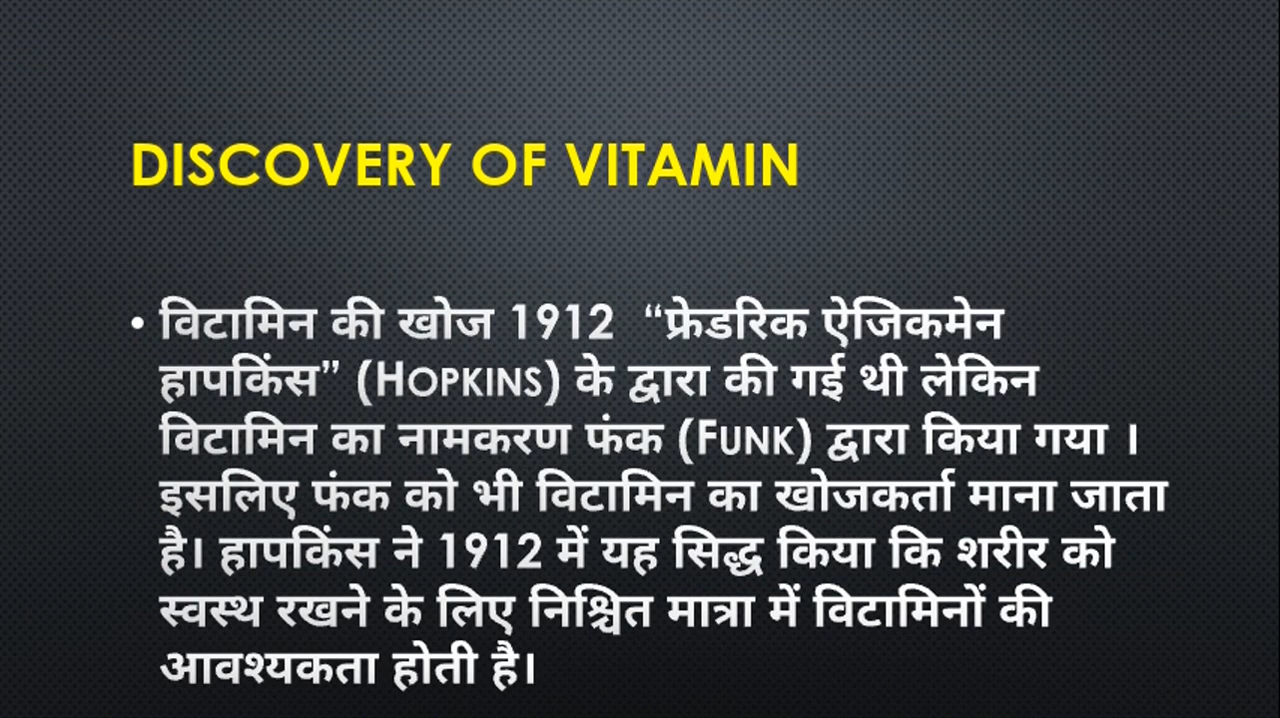 DISCOVERY OF VITAMIN
• विटामिन की खोज 1912 “फ्रेडरिक ऐजिकमेन
हापकिंस” (HOPKINS) के द्वारा की गई थी लेकिन
विटामिन का नामकरण फंक (FUNK) द्वारा किया गया ।
इसलिए फंक को भी विटामिन का खोजकर्ता माना जाता
है। हापकिंस ने 1912 में यह सिद्ध किया कि शरीर को
स्वस्थ रखने के लिए निश्चित मात्रा में विटामिनों की
आवश्यकता होती है।